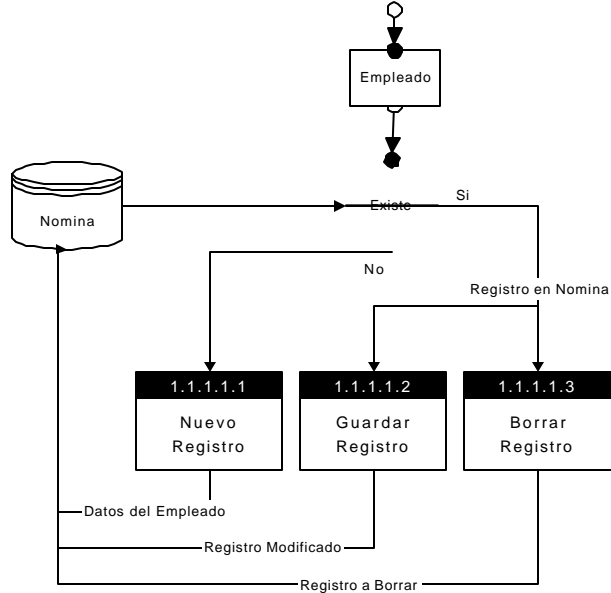 Empleado
Nomina
Existe
Si
No
Registro en Nomina
1.1.1.1.1
Nuevo
Registro
1.1.1.1.2
Guardar
Registro
1.1.1.1.3
Borrar
Registro
Datos del Empleado
Registro Modificado
Registro a Borrar